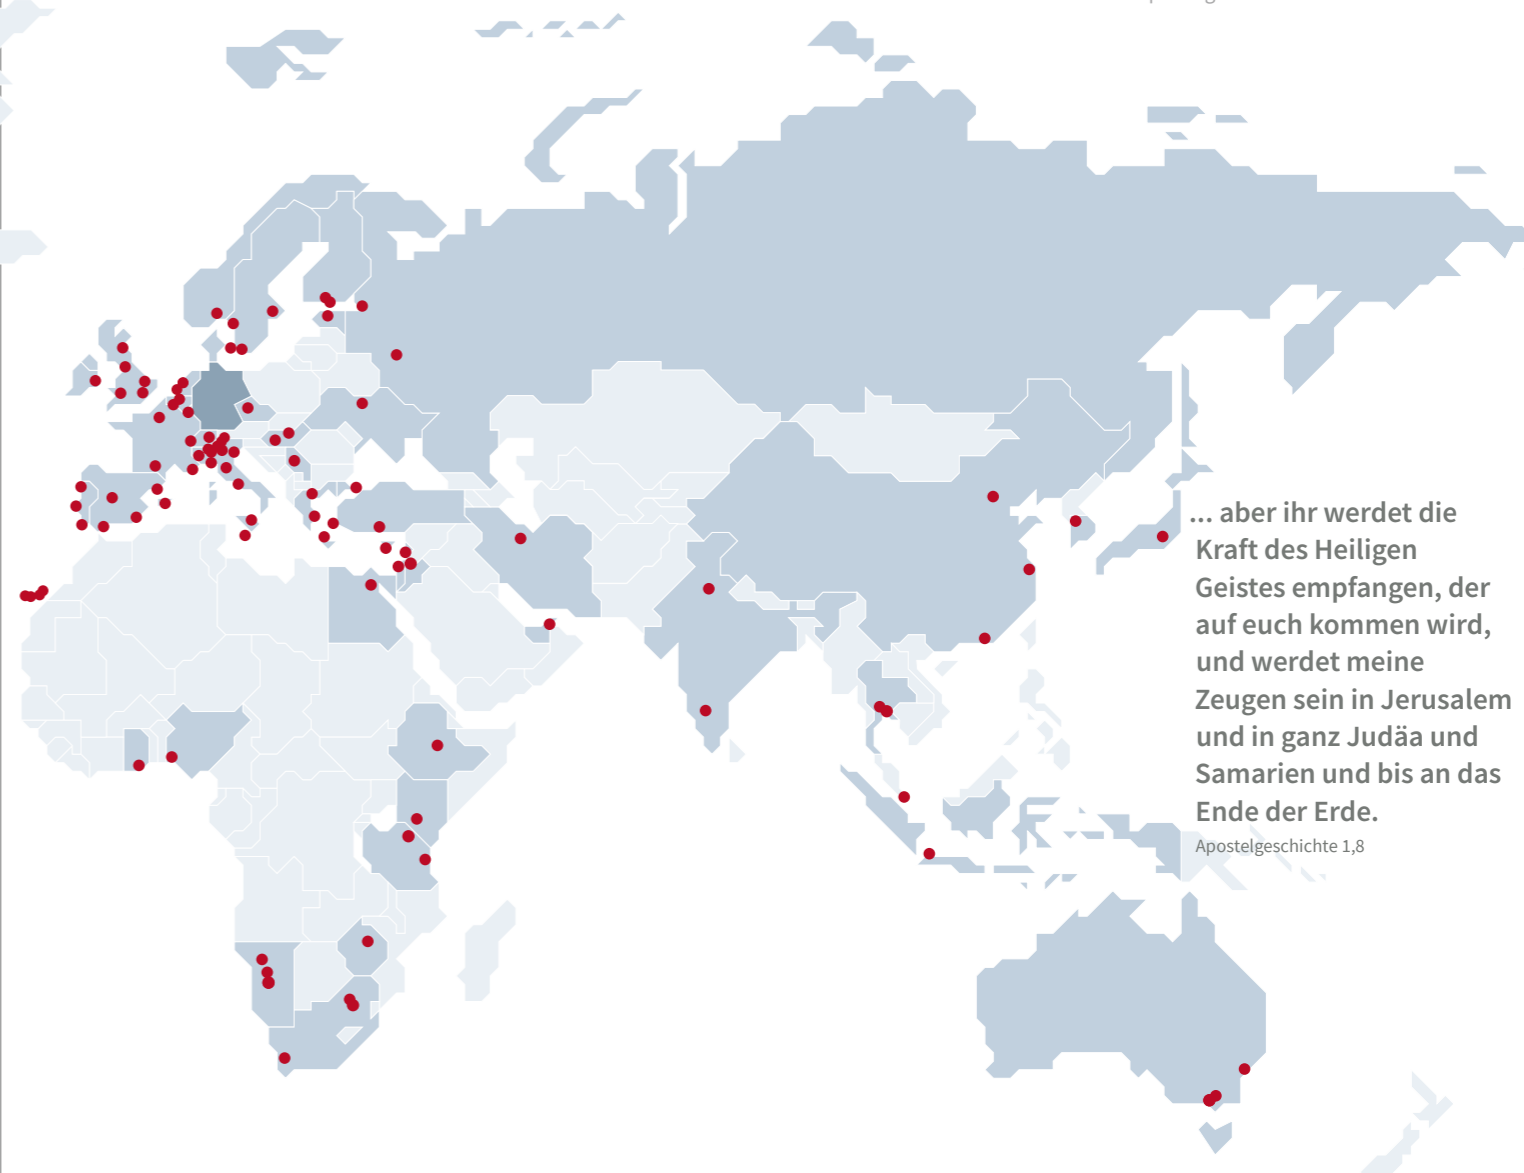 ... aber ihr werdet die
Kraft des Heiligen
Geistes empfangen, der
auf euch kommen wird,
und werdet meine
Zeugen sein in Jerusalem
und in ganz Judäa und
Samarien und bis an das
Ende der Erde.
Apostelgeschichte 1,8